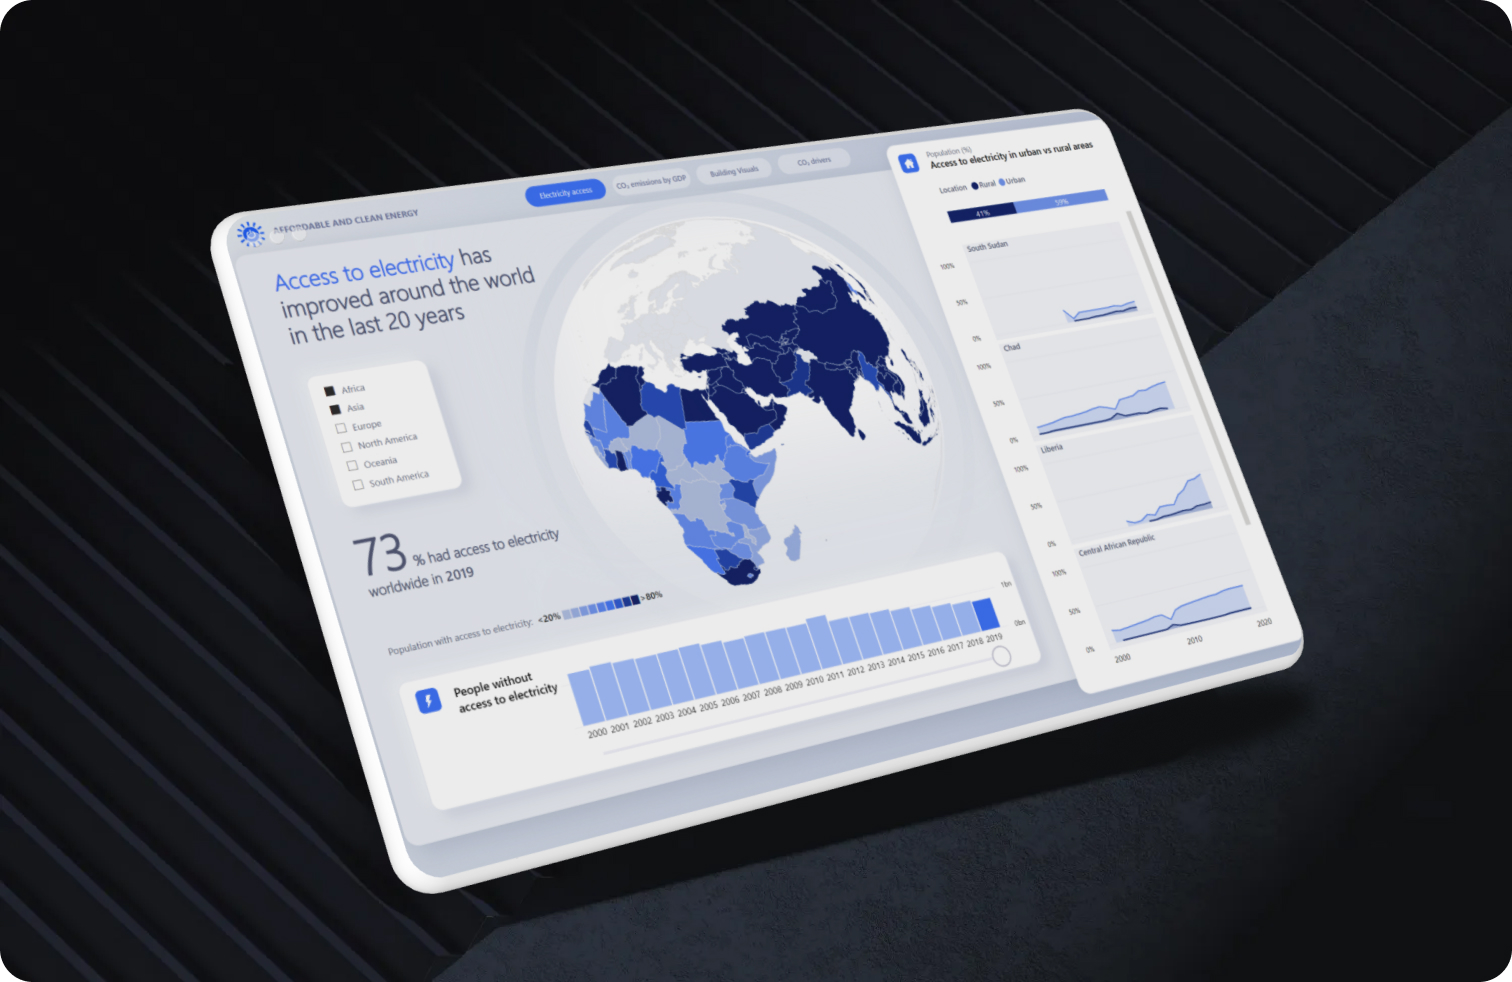 AFFORDABLE AND CLEAN ENERGY
Electricity access
CO₂ emissions by GDP
Building Visuals
CO₂ drivers
Access to electricity has
improved around the world
in the last 20 years
Africa
Asia
Europe
North America
Oceania
South America
73 % had access to electricity
worldwide in 2019
Population with access to electricity: <20% >80%
People without
access to electricity
1bn
0bn
2000 2001 2002 2003 2004 2005 2006 2007 2008 2009 2010 2011 2012 2013 2014 2015 2016 2017 2018 2019
Population (%)
Access to electricity in urban vs rural areas
Location Rural Urban
41% 59%
South Sudan
100%
50%
0%
Chad
100%
50%
0%
Liberia
100%
50%
0%
Central African Republic
100%
50%
0%
2000 2010 2020